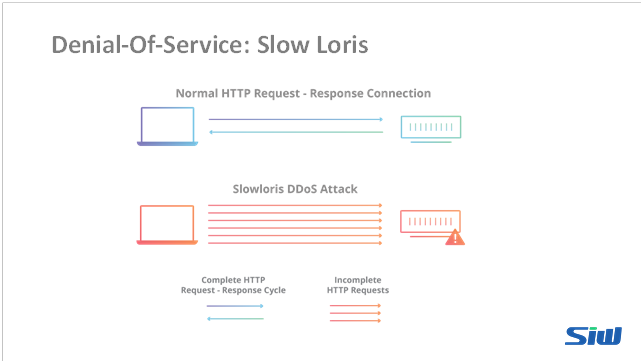 Denial-Of-Service: Slow Loris
Normal HTTP Request - Response Connection
Slowloris DDoS Attack
Complete HTTP
Request - Response Cycle
Incomplete
HTTP Requests
SiW